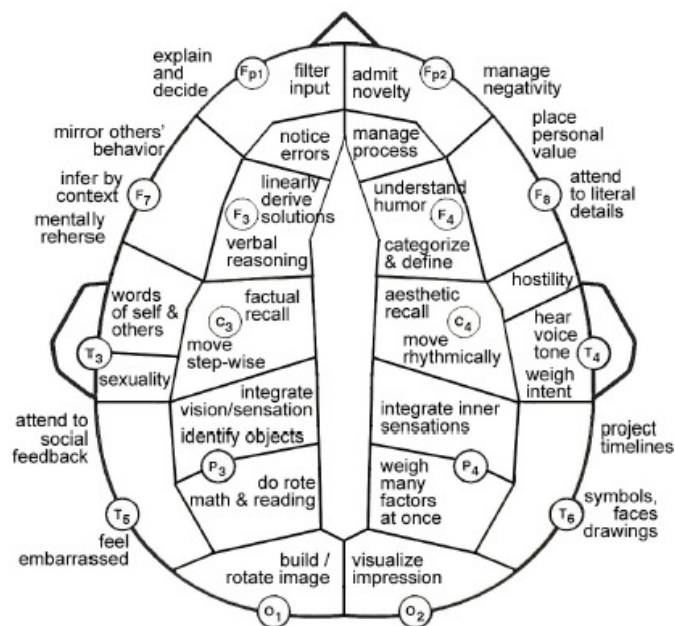 explain
and
decide
Fp1
filter
input
admit
novelty
Fp2
manage
negativity
mirror others'
behavior
notice
errors
manage
process
place
personal
value
infer by
context
F7
mentally
reherse
linearly
derive
solutions
F3
verbal
reasoning
understand
humor
F4
categorize
& define
F8
attend
to literal
details
hostility
words
of self &
others
T3
sexuality
factual
recall
C3
move
step-wise
aesthetic
recall
C4
move
rhythmically
hear
voice
tone
T4
weigh
intent
attend to
social
feedback
integrate
vision/sensation
identify objects
P3
do rote
math & reading
integrate inner
sensations
P4
weigh
many
factors
at once
project
timelines
T5
feel
embarrassed
T6
symbols,
faces
drawings
build /
rotate image
O1
visualize
impression
O2